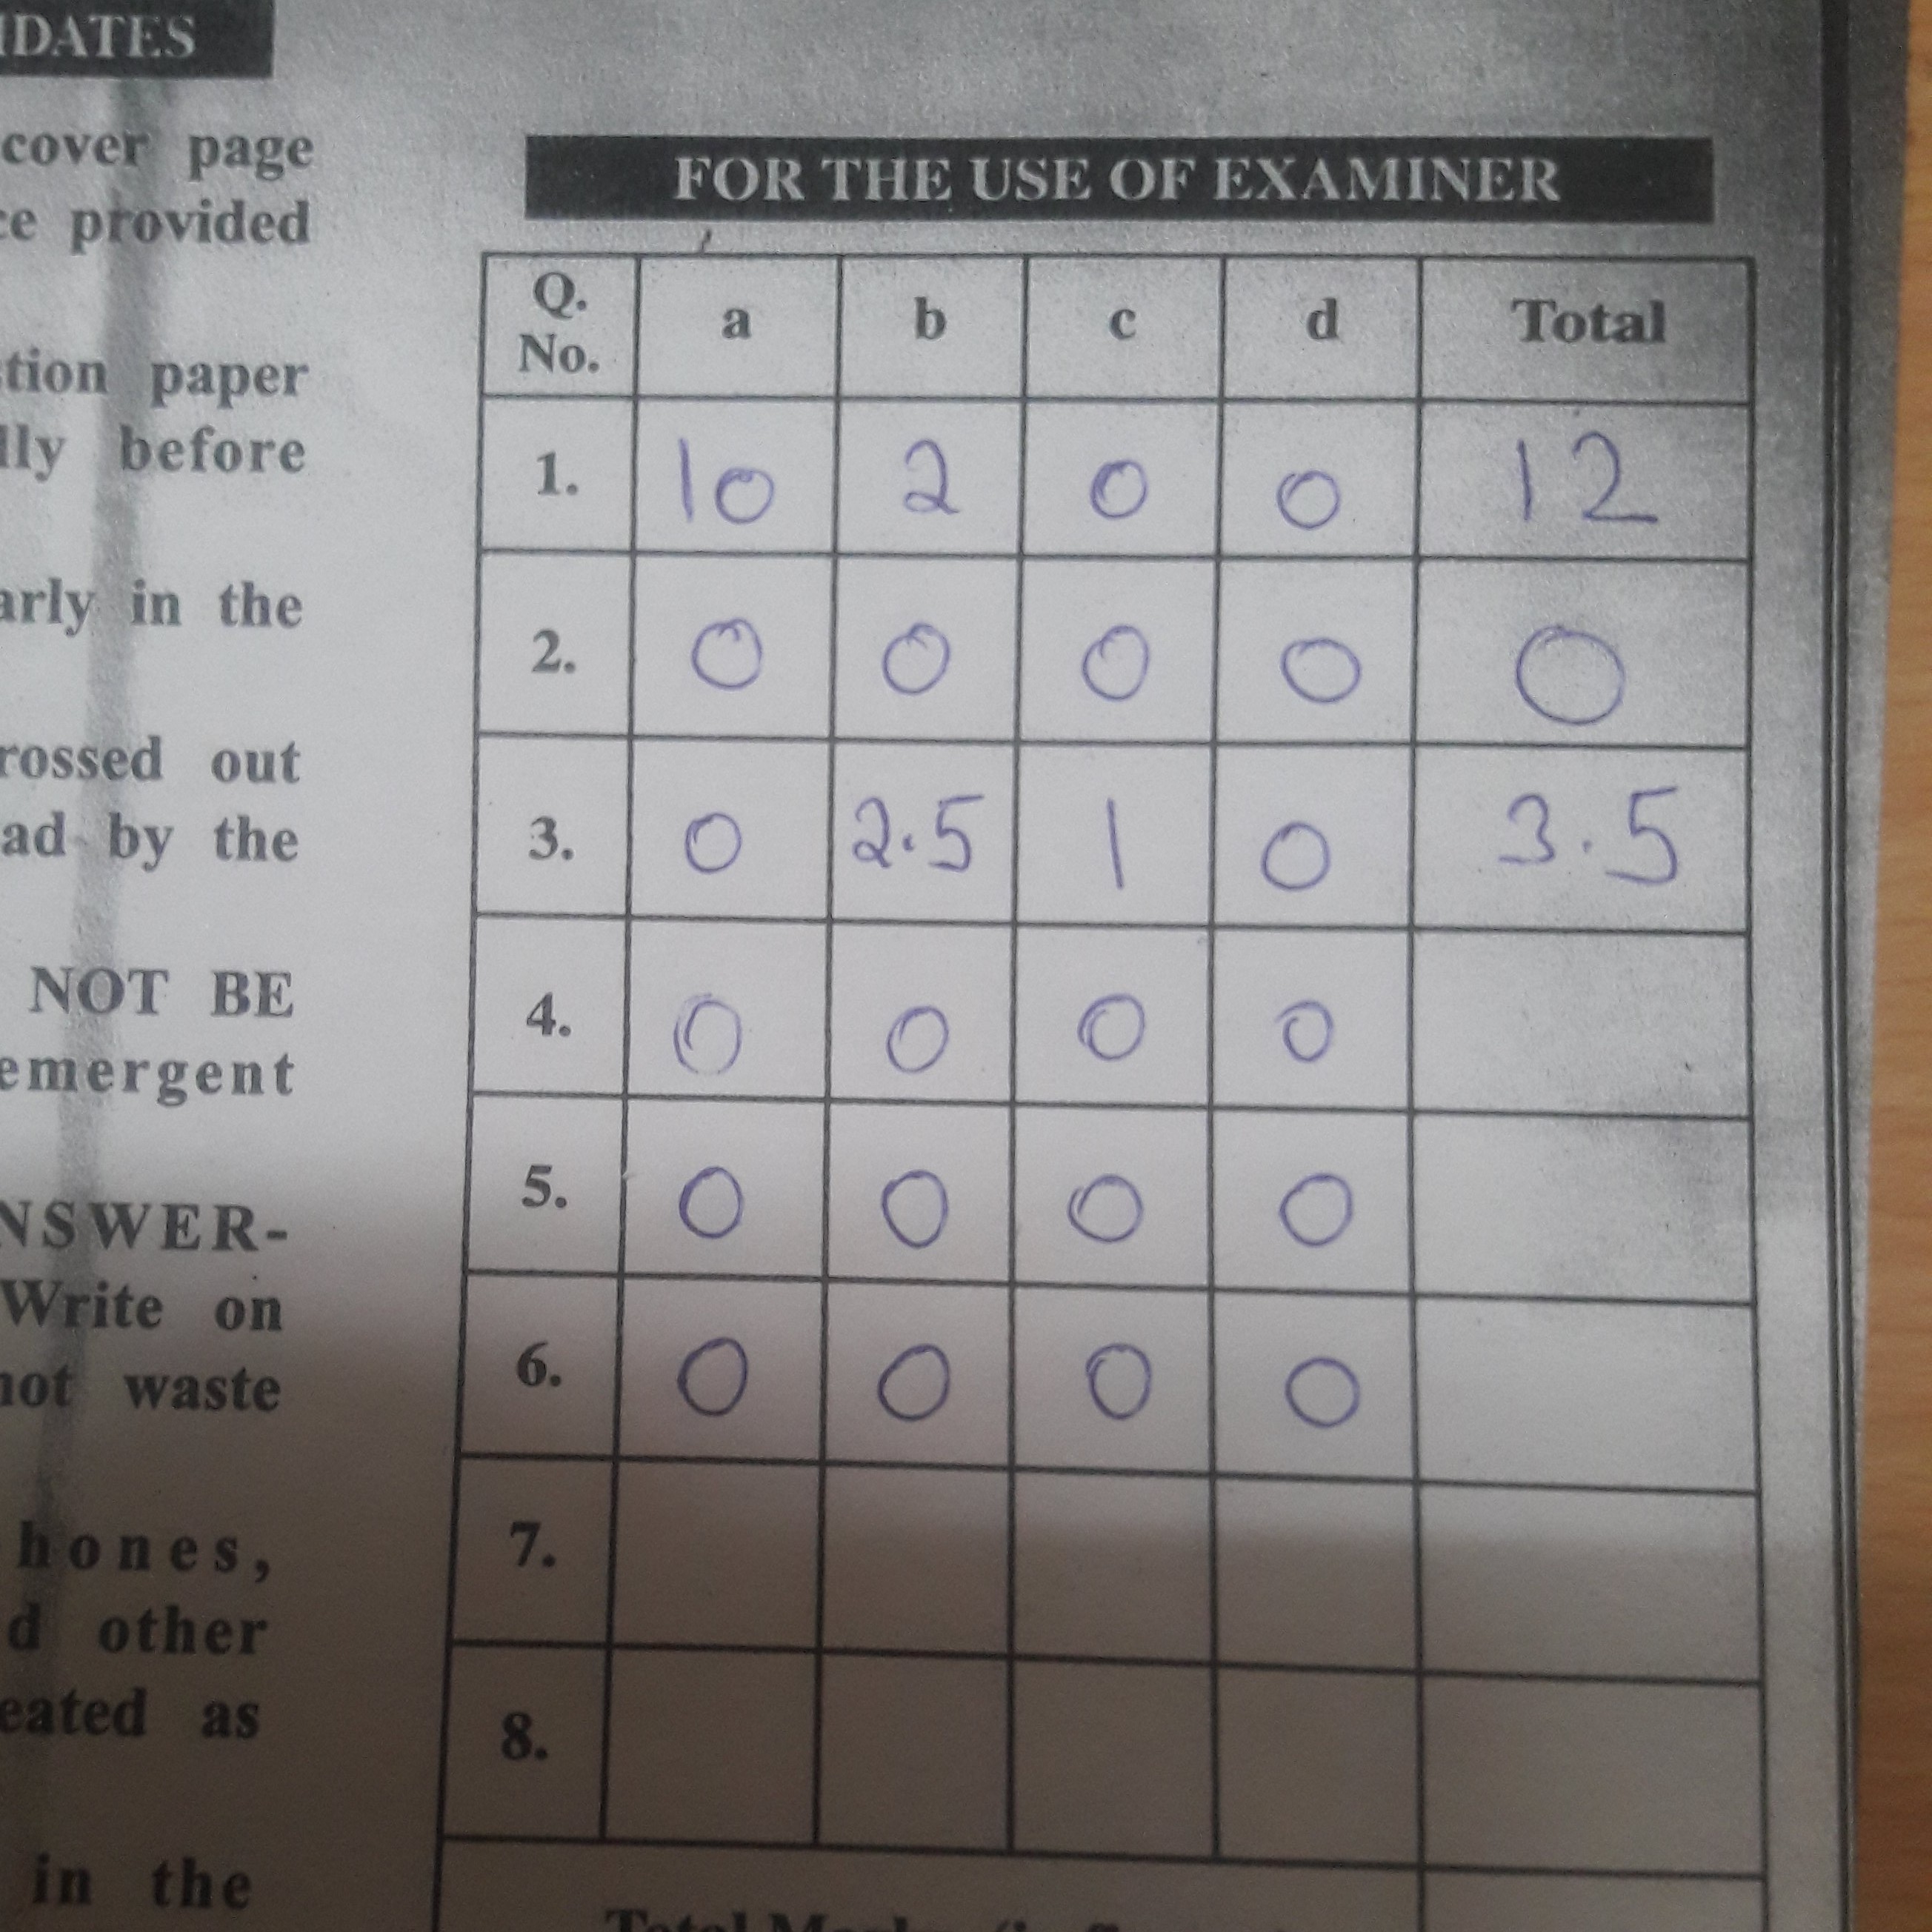 IDATES
cover page
ce provided
tion paper
lly before
arly in the
rossed out
ad by the
NOT BE
emergent
NSWER-
Write on
not waste
hones,
d other
eated as
in the
FOR THE USE OF EXAMINER
Q. No. a b c d Total
1. 10 2 0 0 12
2. 0 0 0 0 0
3. 0 2.5 1 0 3.5
4. 0 0 0 0
5. 0 0 0 0
6. 0 0 0 0
7.
8.
Total Marks